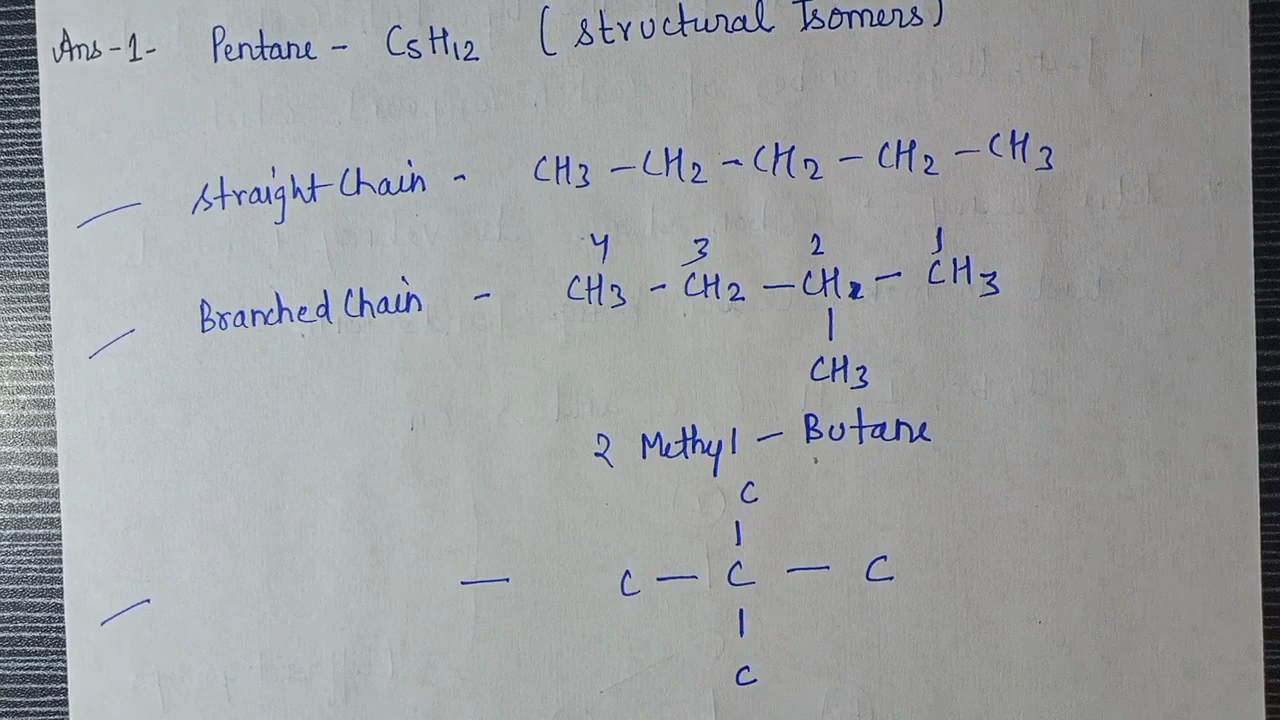 Ans-1- Pentane - C5H12 (Structural Isomers)
Straight Chain - CH3 - CH2 - CH2 - CH2 - CH3
4 3 2 1
Branched Chain - CH3 - CH2 - CH2 - CH3
|
CH3
2 Methyl - Butane
C
|
— C — C — C
|
C